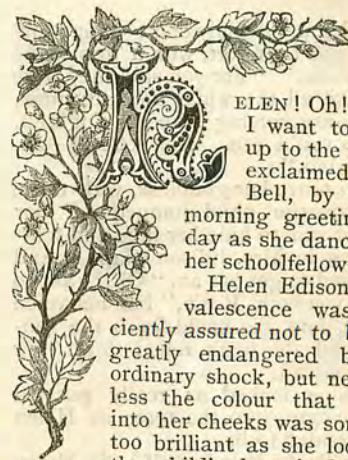 HELEN! Oh!
I want to
up to the
exclaimed
Bell, by
morning greetin
day as she danc
her schoolfellow
Helen Edison
valescence was
ciently assured not to b
greatly endangered b
ordinary shock, but ne
less the colour that
into her cheeks was som
too brilliant as she loo